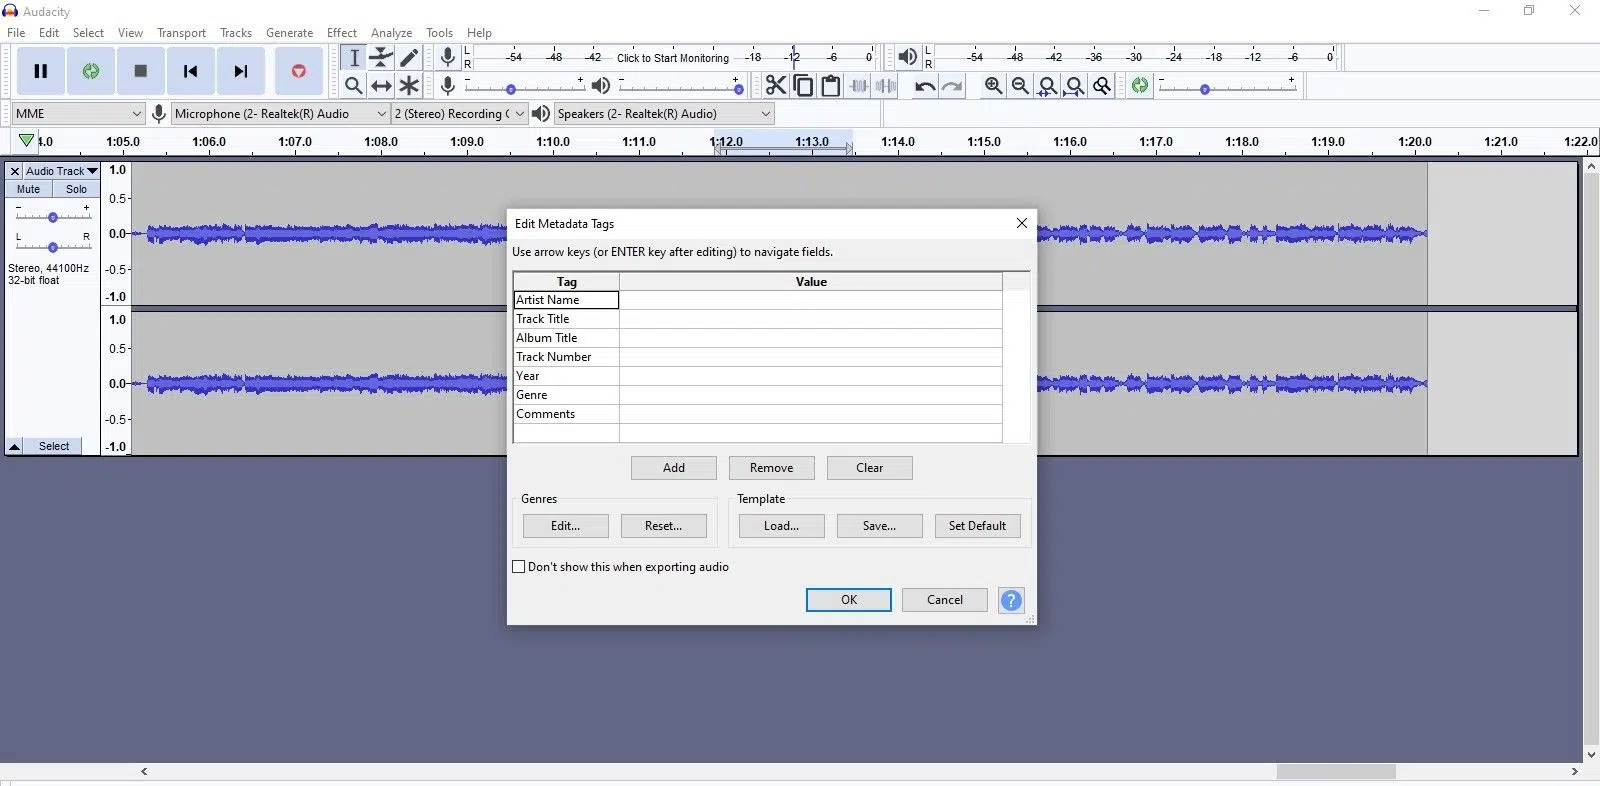 Audacity
File Edit Select View Transport Tracks Generate Effect Analyze Tools Help
L -54 -48 -42 Click to Start Monitoring -18 -12 -6 0 L -54 -48 -42 -36 -30 -24 -18 -12 -6 0
R R
- + - + - +
MME Microphone (2- Realtek(R) Audio 2 (Stereo) Recording C Speakers (2- Realtek(R) Audio)
4.0 1:05.0 1:06.0 1:07.0 1:08.0 1:09.0 1:10.0 1:11.0 1:12.0 1:13.0 1:14.0 1:15.0 1:16.0 1:17.0 1:18.0 1:19.0 1:20.0 1:21.0 1:22.0
Audio Track 1.0
Mute Solo
0.5
- +
0.0
L R
Stereo, 44100Hz -0.5
32-bit float
-1.0
1.0
0.5
0.0
-0.5
Select -1.0
Edit Metadata Tags
Use arrow keys (or ENTER key after editing) to navigate fields.
Tag Value
Artist Name
Track Title
Album Title
Track Number
Year
Genre
Comments
Add Remove Clear
Genres Template
Edit... Reset... Load... Save... Set Default
Don't show this when exporting audio
OK Cancel ?